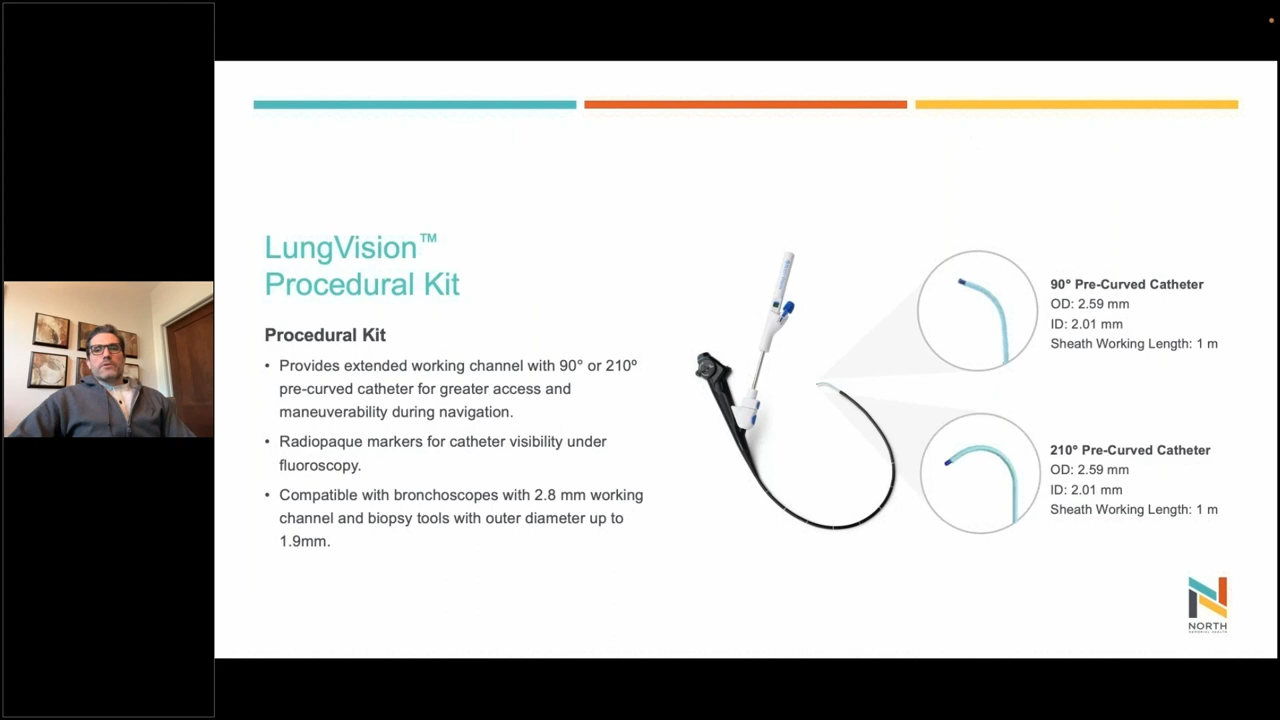 LungVision™
Procedural Kit
Procedural Kit
• Provides extended working channel with 90° or 210º
pre-curved catheter for greater access and
maneuverability during navigation.
• Radiopaque markers for catheter visibility under
fluoroscopy.
• Compatible with bronchoscopes with 2.8 mm working
channel and biopsy tools with outer diameter up to
1.9mm.
90° Pre-Curved Catheter
OD: 2.59 mm
ID: 2.01 mm
Sheath Working Length: 1 m
210° Pre-Curved Catheter
OD: 2.59 mm
ID: 2.01 mm
Sheath Working Length: 1 m
NORTH
MEMORIAL HEALTH